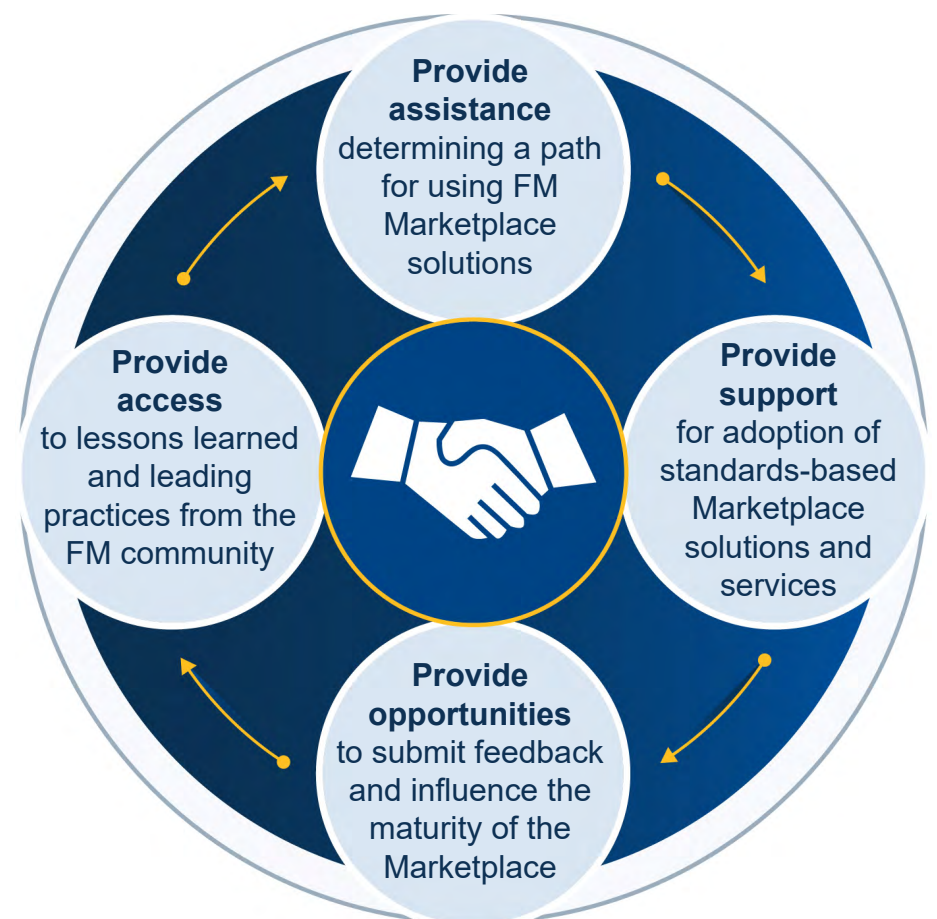 Provide
assistance
determining a path
for using FM
Marketplace
solutions
Provide
support
for adoption of
standards-based
Marketplace
solutions and
services
Provide
opportunities
to submit feedback
and influence the
maturity of the
Marketplace
Provide
access
to lessons learned
and leading
practices from the
FM community